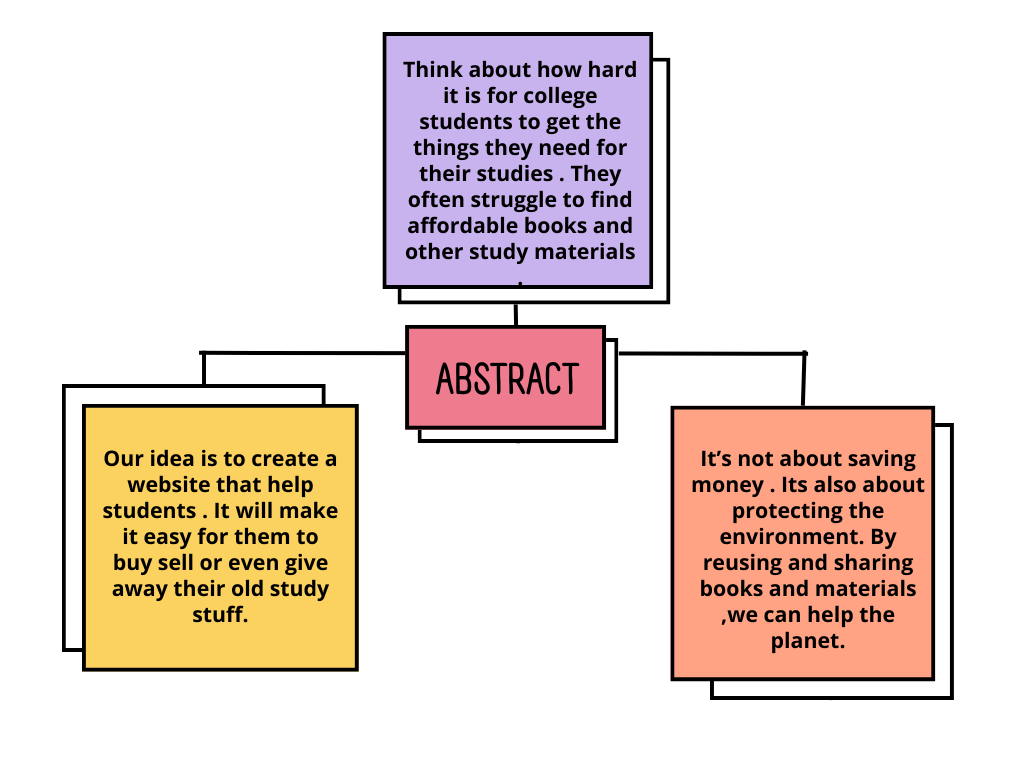 Think about how hard
it is for college
students to get the
things they need for
their studies . They
often struggle to find
affordable books and
other study materials
.
ABSTRACT
Our idea is to create a
website that help
students . It will make
it easy for them to
buy sell or even give
away their old study
stuff.
It’s not about saving
money . Its also about
protecting the
environment. By
reusing and sharing
books and materials
,we can help the
planet.